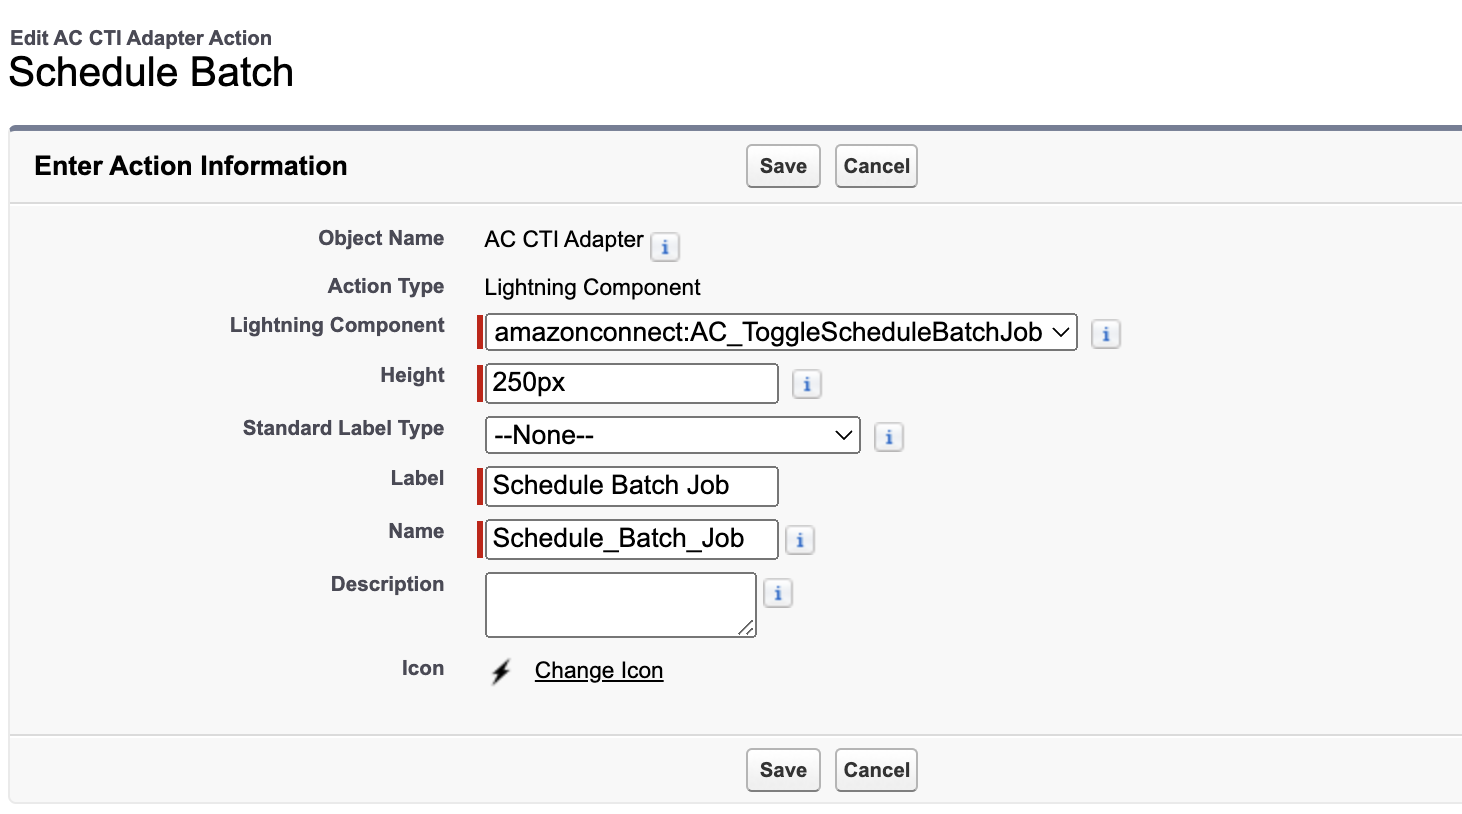 Edit AC CTI Adapter Action
Schedule Batch
Enter Action Information
Save Cancel
Object Name AC CTI Adapter i
Action Type Lightning Component
Lightning Component amazonconnect:AC_ToggleScheduleBatchJob i
Height 250px i
Standard Label Type --None-- i
Label Schedule Batch Job
Name Schedule_Batch_Job i
Description i
Icon Change Icon
Save Cancel